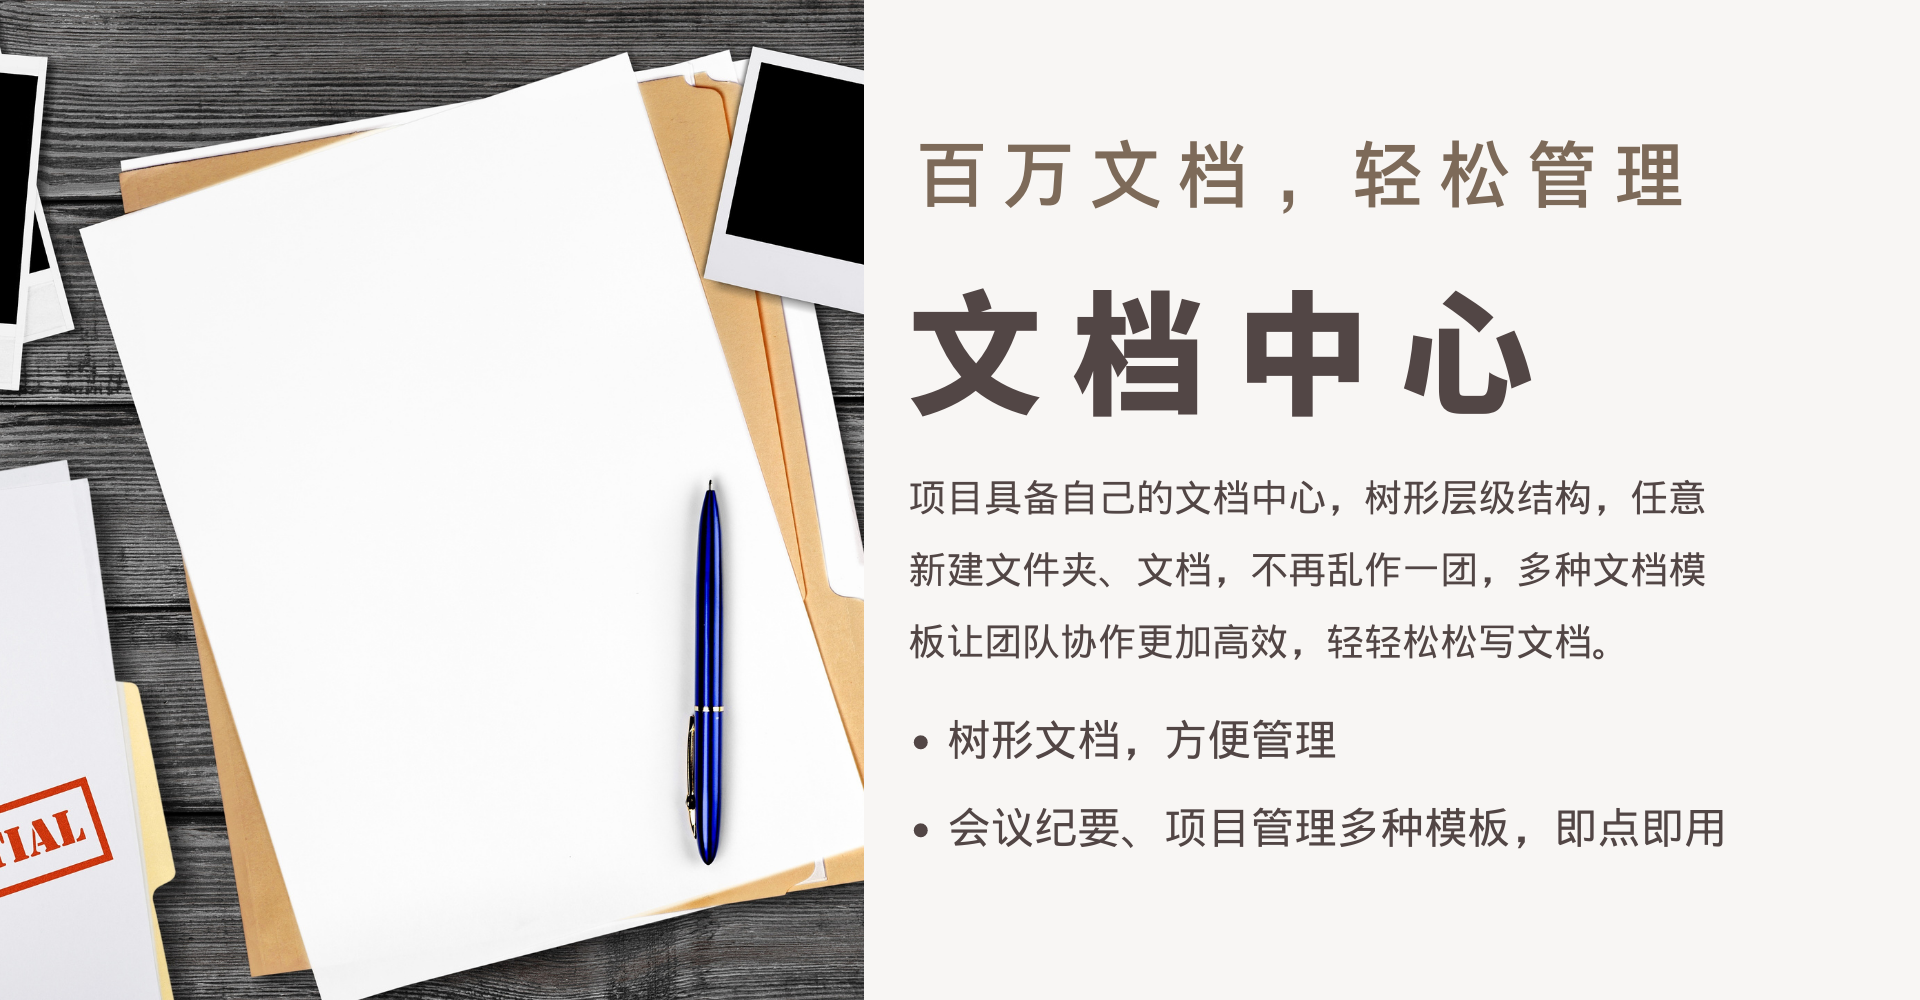 百万文档，轻松管理
文档中心
项目具备自己的文档中心，树形层级结构，任意
新建文件夹、文档，不再乱作一团，多种文档模
板让团队协作更加高效，轻轻松松写文档。
• 树形文档，方便管理
• 会议纪要、项目管理多种模板，即点即用
TIAL